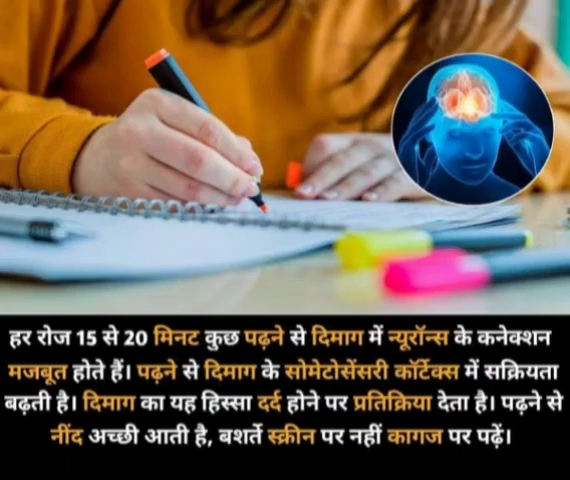 हर रोज 15 से 20 मिनट कुछ पढ़ने से दिमाग में न्यूरॉन्स के कनेक्शन
मजबूत होते हैं। पढ़ने से दिमाग के सोमेटोसेंसरी कॉर्टेक्स में सक्रियता
बढ़ती है। दिमाग का यह हिस्सा दर्द होने पर प्रतिक्रिया देता है। पढ़ने से
नींद अच्छी आती है, बशर्ते स्क्रीन पर नहीं कागज पर पढ़ें।